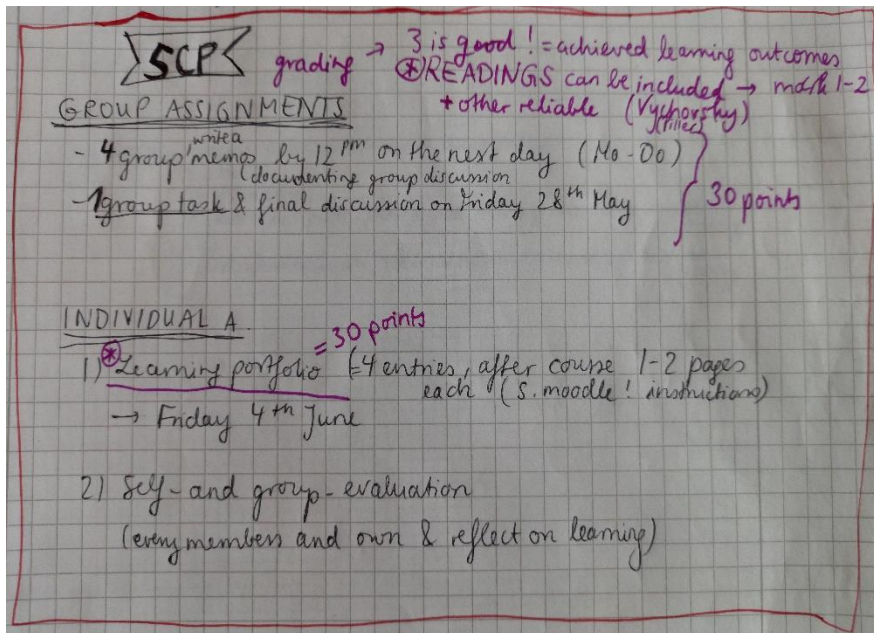 SCP grading → 3 is good! = achieved learning outcomes
* READINGS can be included → mark 1-2
+ other reliable
GROUP ASSIGNMENTS
- 4 group write a memos by 12 pm on the next day (Mo-Do)
(documenting group discussion
- 1 group task & final discussion on Friday 28th May
30 points
INDIVIDUAL A.
= 30 points
1) * Learning portfolio (=4 entries, after course 1-2 pages
each (s. moodle! instructions)
→ Friday 4th June
2) Self- and group-evaluation
(every members and own & reflect on learning)